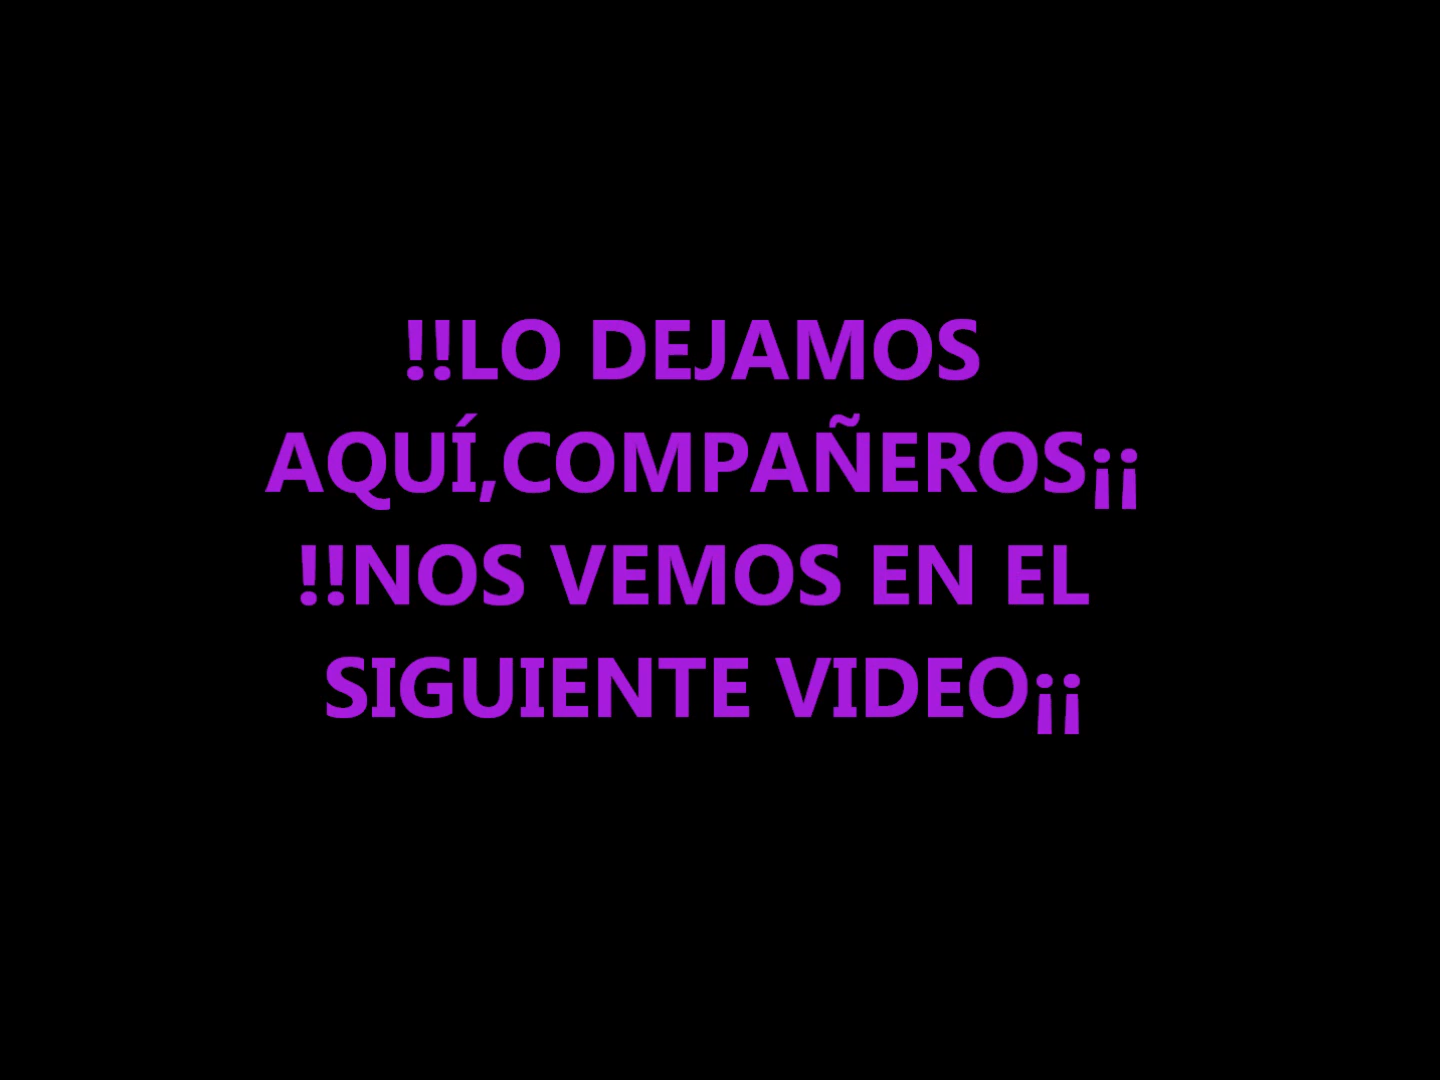 !!LO DEJAMOS
AQUÍ,COMPAÑEROS¡¡
!!NOS VEMOS EN EL
SIGUIENTE VIDEO¡¡